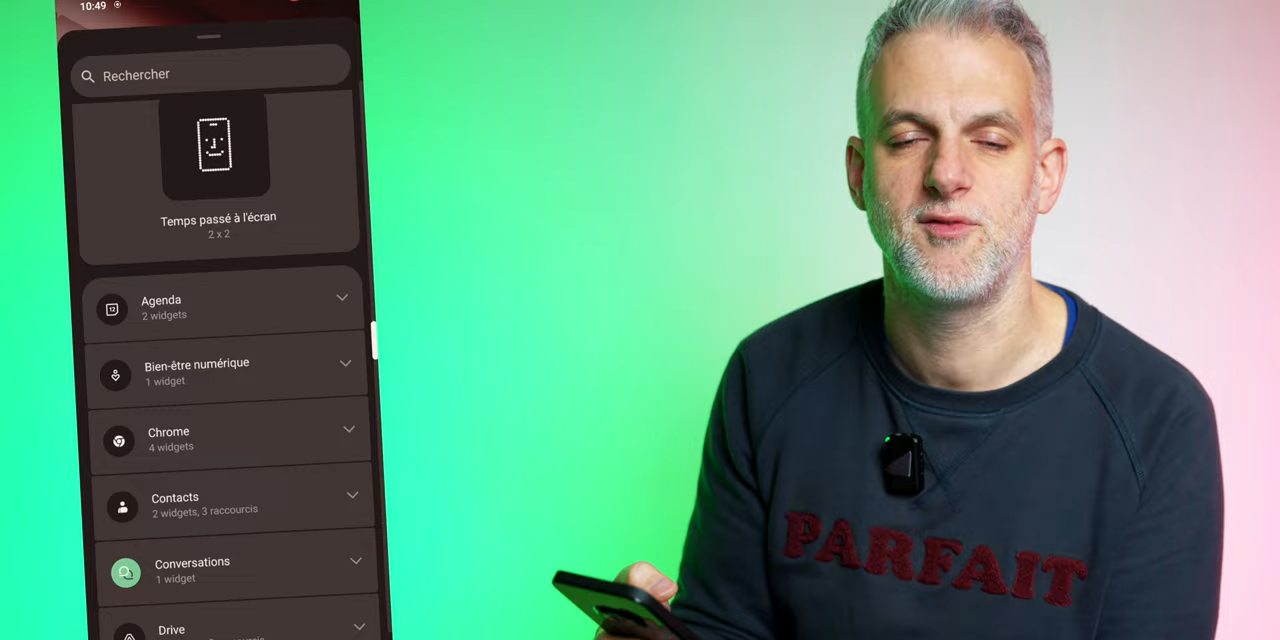 10:49
Rechercher
Temps passé à l'écran
2 x 2
Agenda
2 widgets
Bien-être numérique
1 widget
Chrome
4 widgets
Contacts
2 widgets, 3 raccourcis
Conversations
1 widget
Drive
PARFAIT